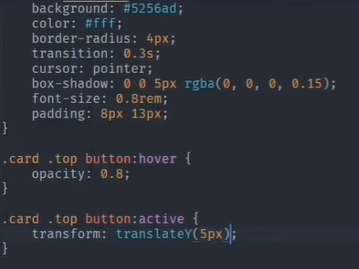 background: #5256ad;
color: #fff;
border-radius: 4px;
transition: 0.3s;
cursor: pointer;
box-shadow: 0 0 5px rgba(0, 0, 0, 0.15);
font-size: 0.8rem;
padding: 8px 13px;
}
.card .top button:hover {
opacity: 0.8;
}
.card .top button:active {
transform: translateY(5px);
}